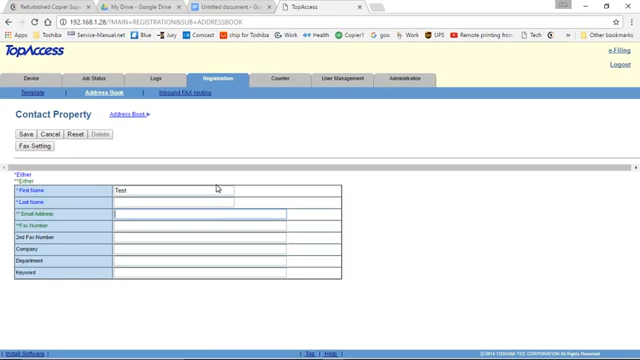 Refurbished Copier Sup
My Drive - Google Drive
Untitled document - Go
TopAccess
192.168.1.28/?MAIN=REGISTRATION&SUB=ADDRESSBOOK
Apps
Toshiba
Service-Manual.net
Blue
Jury
Comcast
chip for Toshiba
Work
Health
Copier1
goo
Work
UPS
Remote printing from
Tech
Other bookmarks
TopAccess
e-Filing
Logout
Device
Job Status
Logs
Registration
Counter
User Management
Administration
Template
Address Book
Inbound FAX routing
Contact Property
Address Book
Save
Cancel
Reset
Delete
Fax Setting
*Either
**Either
* First Name
Test
* Last Name
** Email Address
**Fax Number
2nd Fax Number
Company
Department
Keyword
Install Software
Top
Help
©2014 TOSHIBA TEC CORPORATION All Rights Reserved